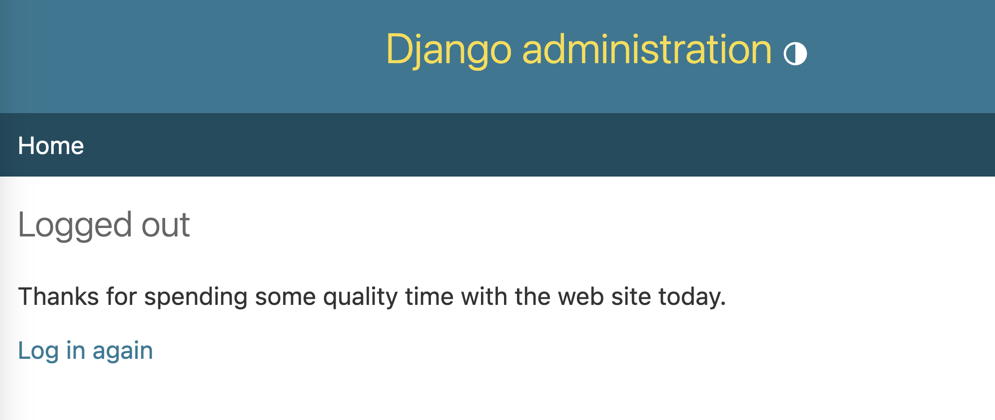 Django administration
Home
Logged out
Thanks for spending some quality time with the web site today.
Log in again